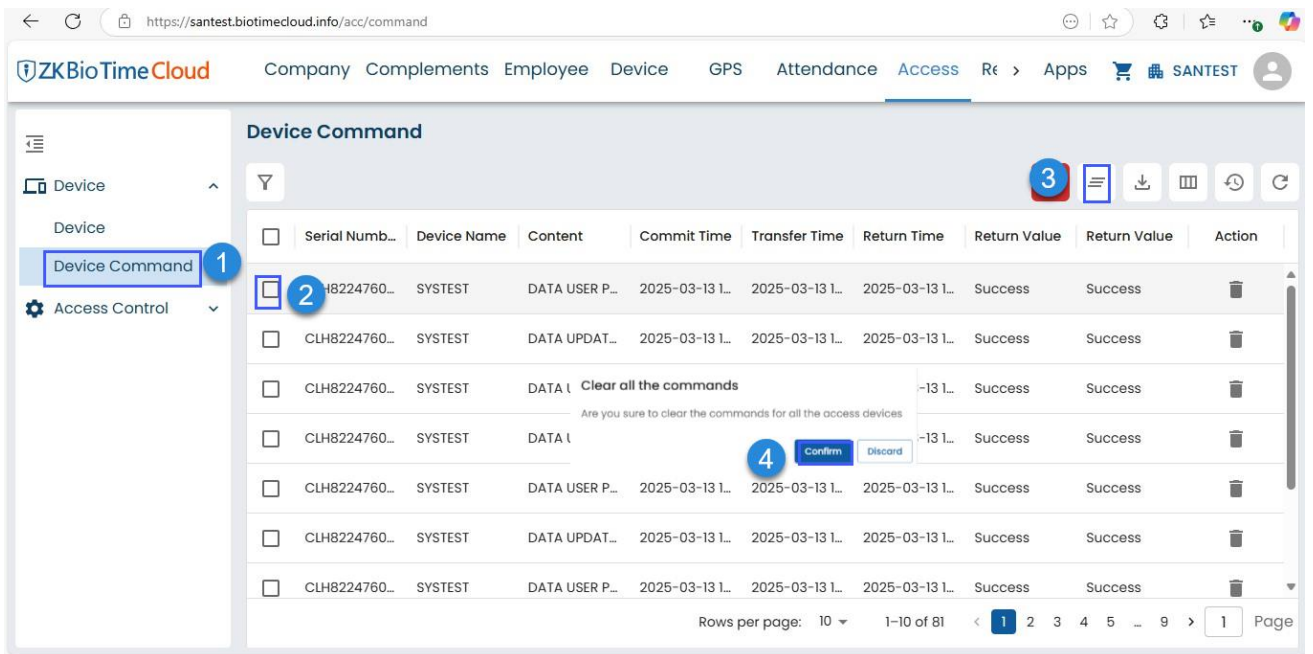 https://santest.biotimecloud.info/acc/command
ZKBioTime Cloud Company Complements Employee Device GPS Attendance Access Re > Apps SANTEST
Device Command
Device
Device
Device Command 1
Access Control
3
Serial Numb... Device Name Content Commit Time Transfer Time Return Time Return Value Return Value Action
2 H8224760... SYSTEST DATA USER P... 2025-03-13 1... 2025-03-13 1... 2025-03-13 1... Success Success
CLH8224760... SYSTEST DATA UPDAT... 2025-03-13 1... 2025-03-13 1... 2025-03-13 1... Success Success
CLH8224760... SYSTEST DATA -13 1... Success Success
Clear all the commands
Are you sure to clear the commands for all the access devices
CLH8224760... SYSTEST DATA -13 1... Success Success
4 Confirm Discard
CLH8224760... SYSTEST DATA USER P... 2025-03-13 1... 2025-03-13 1... 2025-03-13 1... Success Success
CLH8224760... SYSTEST DATA UPDAT... 2025-03-13 1... 2025-03-13 1... 2025-03-13 1... Success Success
CLH8224760... SYSTEST DATA USER P... 2025-03-13 1... 2025-03-13 1... 2025-03-13 1... Success Success
Rows per page: 10 1-10 of 81 < 1 2 3 4 5 ... 9 > 1 Page